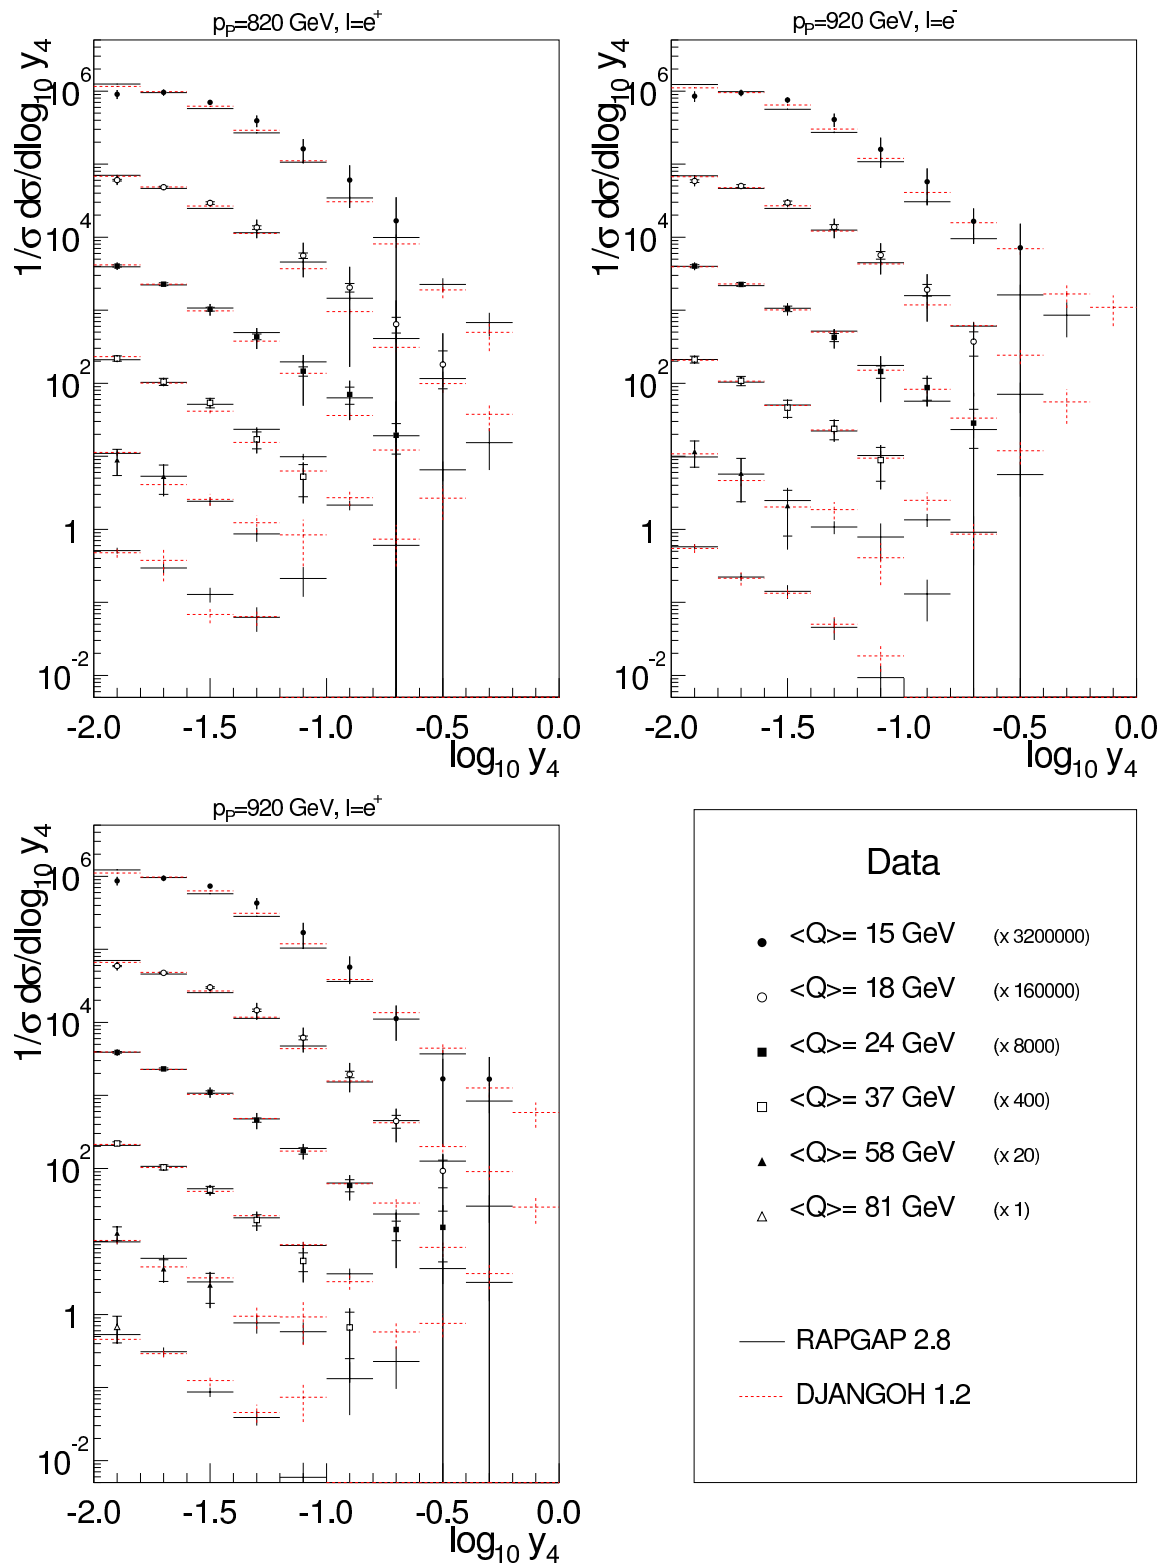 p_P=820 GeV, l=e^+
1/σ dσ/dlog_10 y_4
10^6
10^4
10^2
1
10^-2
-2.0 -1.5 -1.0 -0.5 0.0
log_10 y_4
p_P=920 GeV, l=e^-
1/σ dσ/dlog_10 y_4
10^6
10^4
10^2
1
10^-2
-2.0 -1.5 -1.0 -0.5 0.0
log_10 y_4
p_P=920 GeV, l=e^+
1/σ dσ/dlog_10 y_4
10^6
10^4
10^2
1
10^-2
-2.0 -1.5 -1.0 -0.5 0.0
log_10 y_4
Data
<Q>= 15 GeV (x 3200000)
<Q>= 18 GeV (x 160000)
<Q>= 24 GeV (x 8000)
<Q>= 37 GeV (x 400)
<Q>= 58 GeV (x 20)
<Q>= 81 GeV (x 1)
RAPGAP 2.8
DJANGOH 1.2